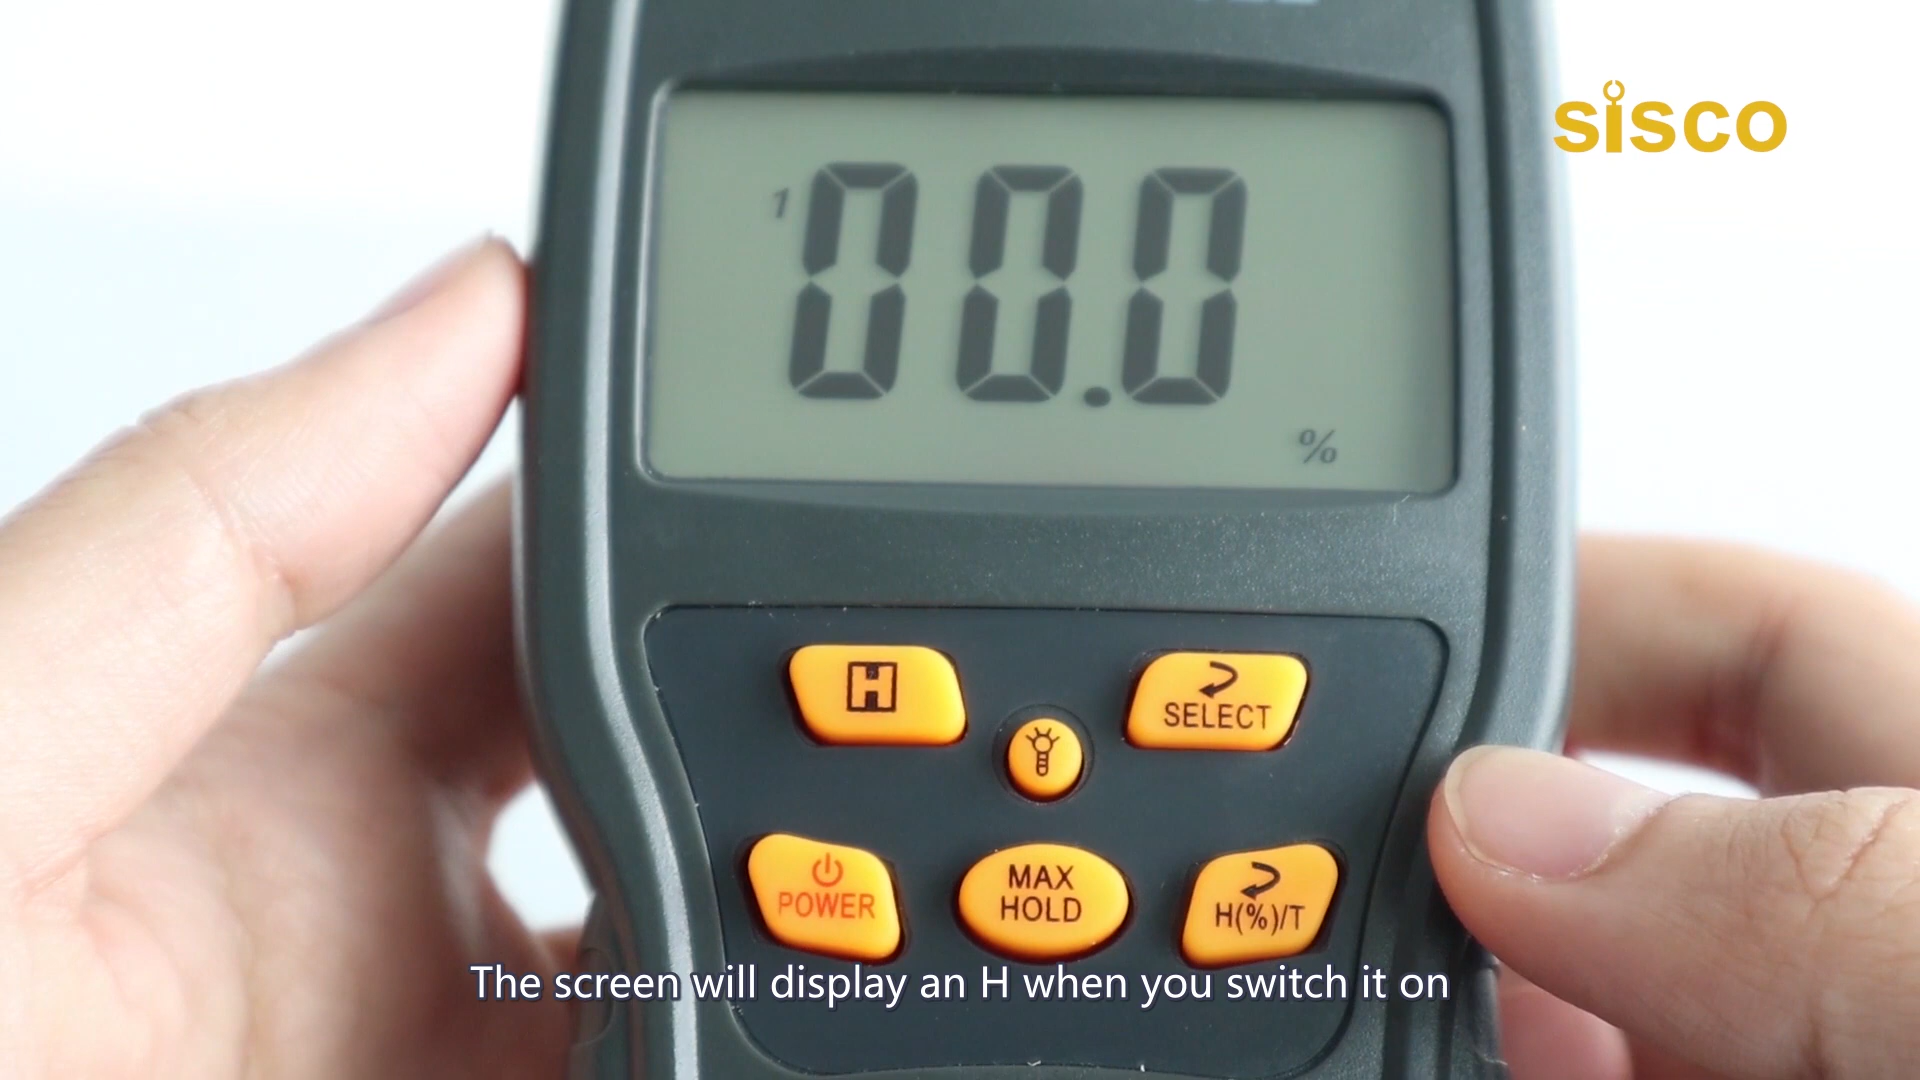 sisco
1
00.0
%
H
SELECT
POWER
MAX
HOLD
H(%)/T
The screen will display an H when you switch it on